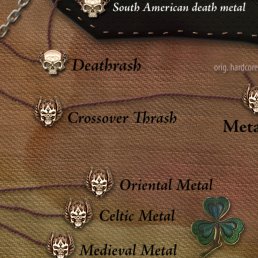 South American death metal
Deathrash
orig. hardcore
Crossover Thrash
Meta
Oriental Metal
Celtic Metal
Medieval Metal